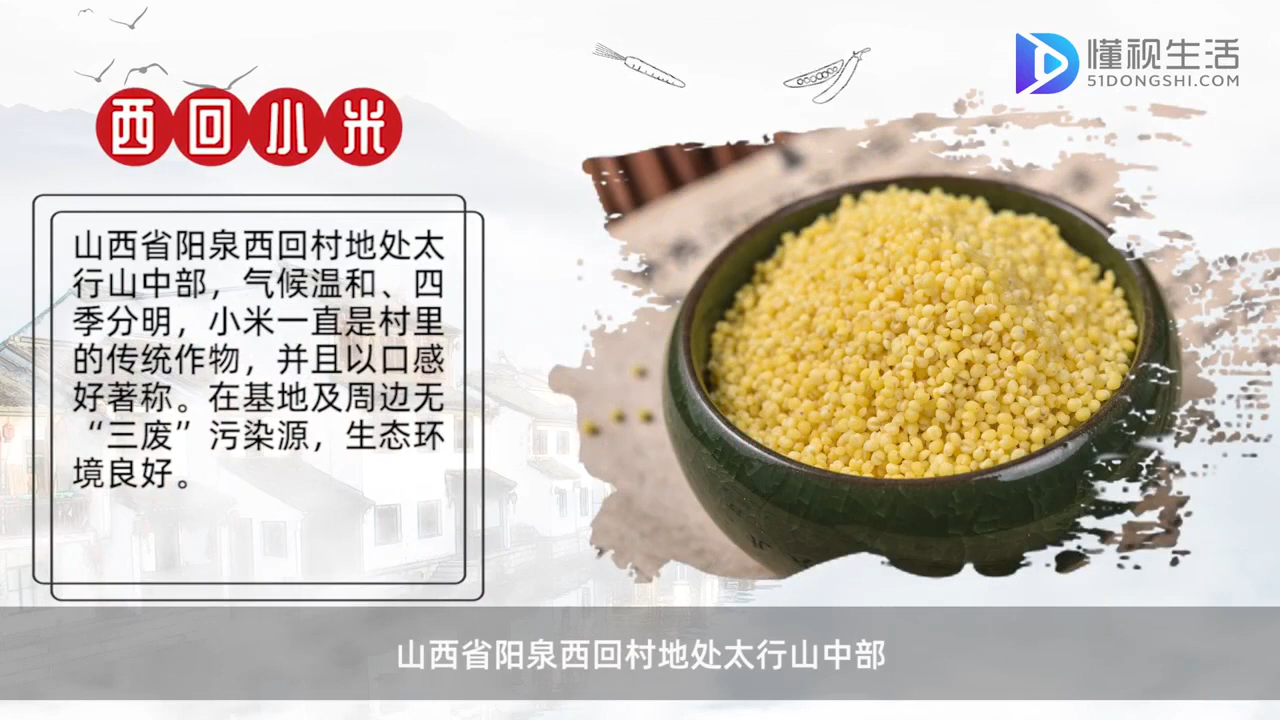 懂视生活
51DONGSHI.COM
西回小米
山西省阳泉西回村地处太
行山中部，气候温和、四
季分明，小米一直是村里
的传统作物，并且以口感
好著称。在基地及周边无
“三废”污染源，生态环
境良好。
山西省阳泉西回村地处太行山中部